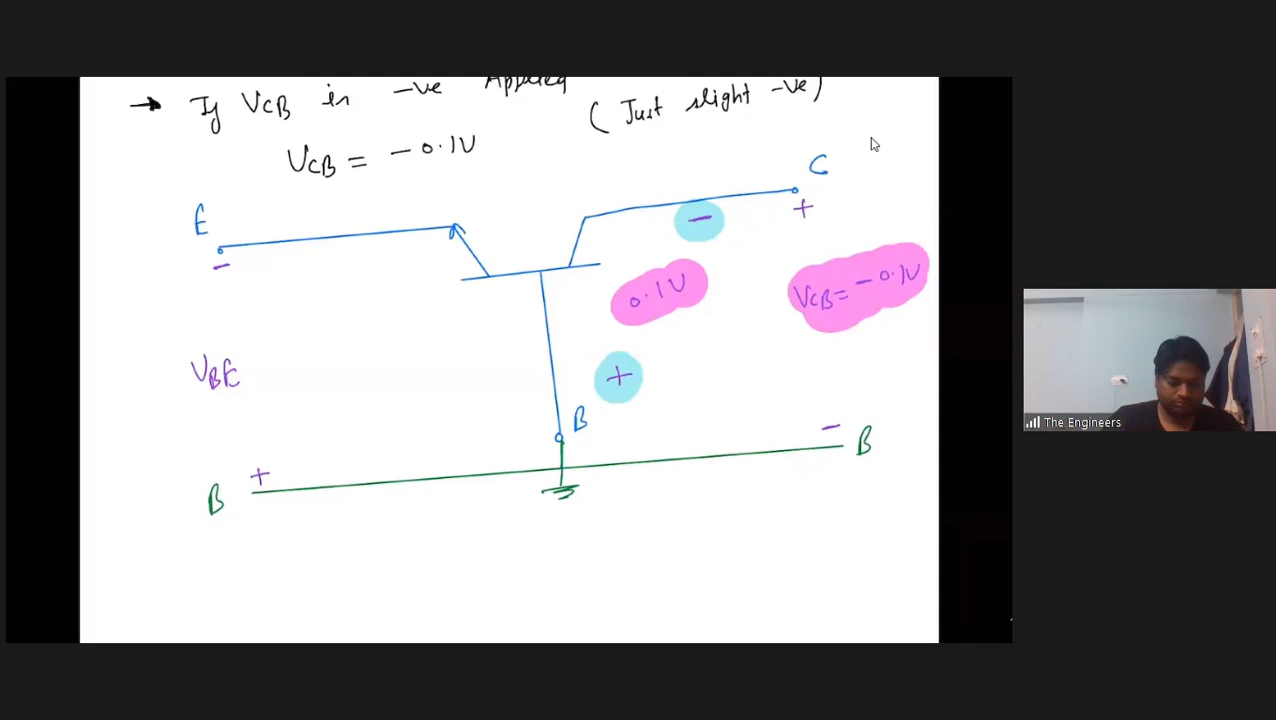 → If VCB is -ve Applied
( Just slight -ve)
VCB = - 0.1V
C
E
-
+
-
0.1V
VCB = - 0.1V
VBE
+
B
-
B
+
B
The Engineers